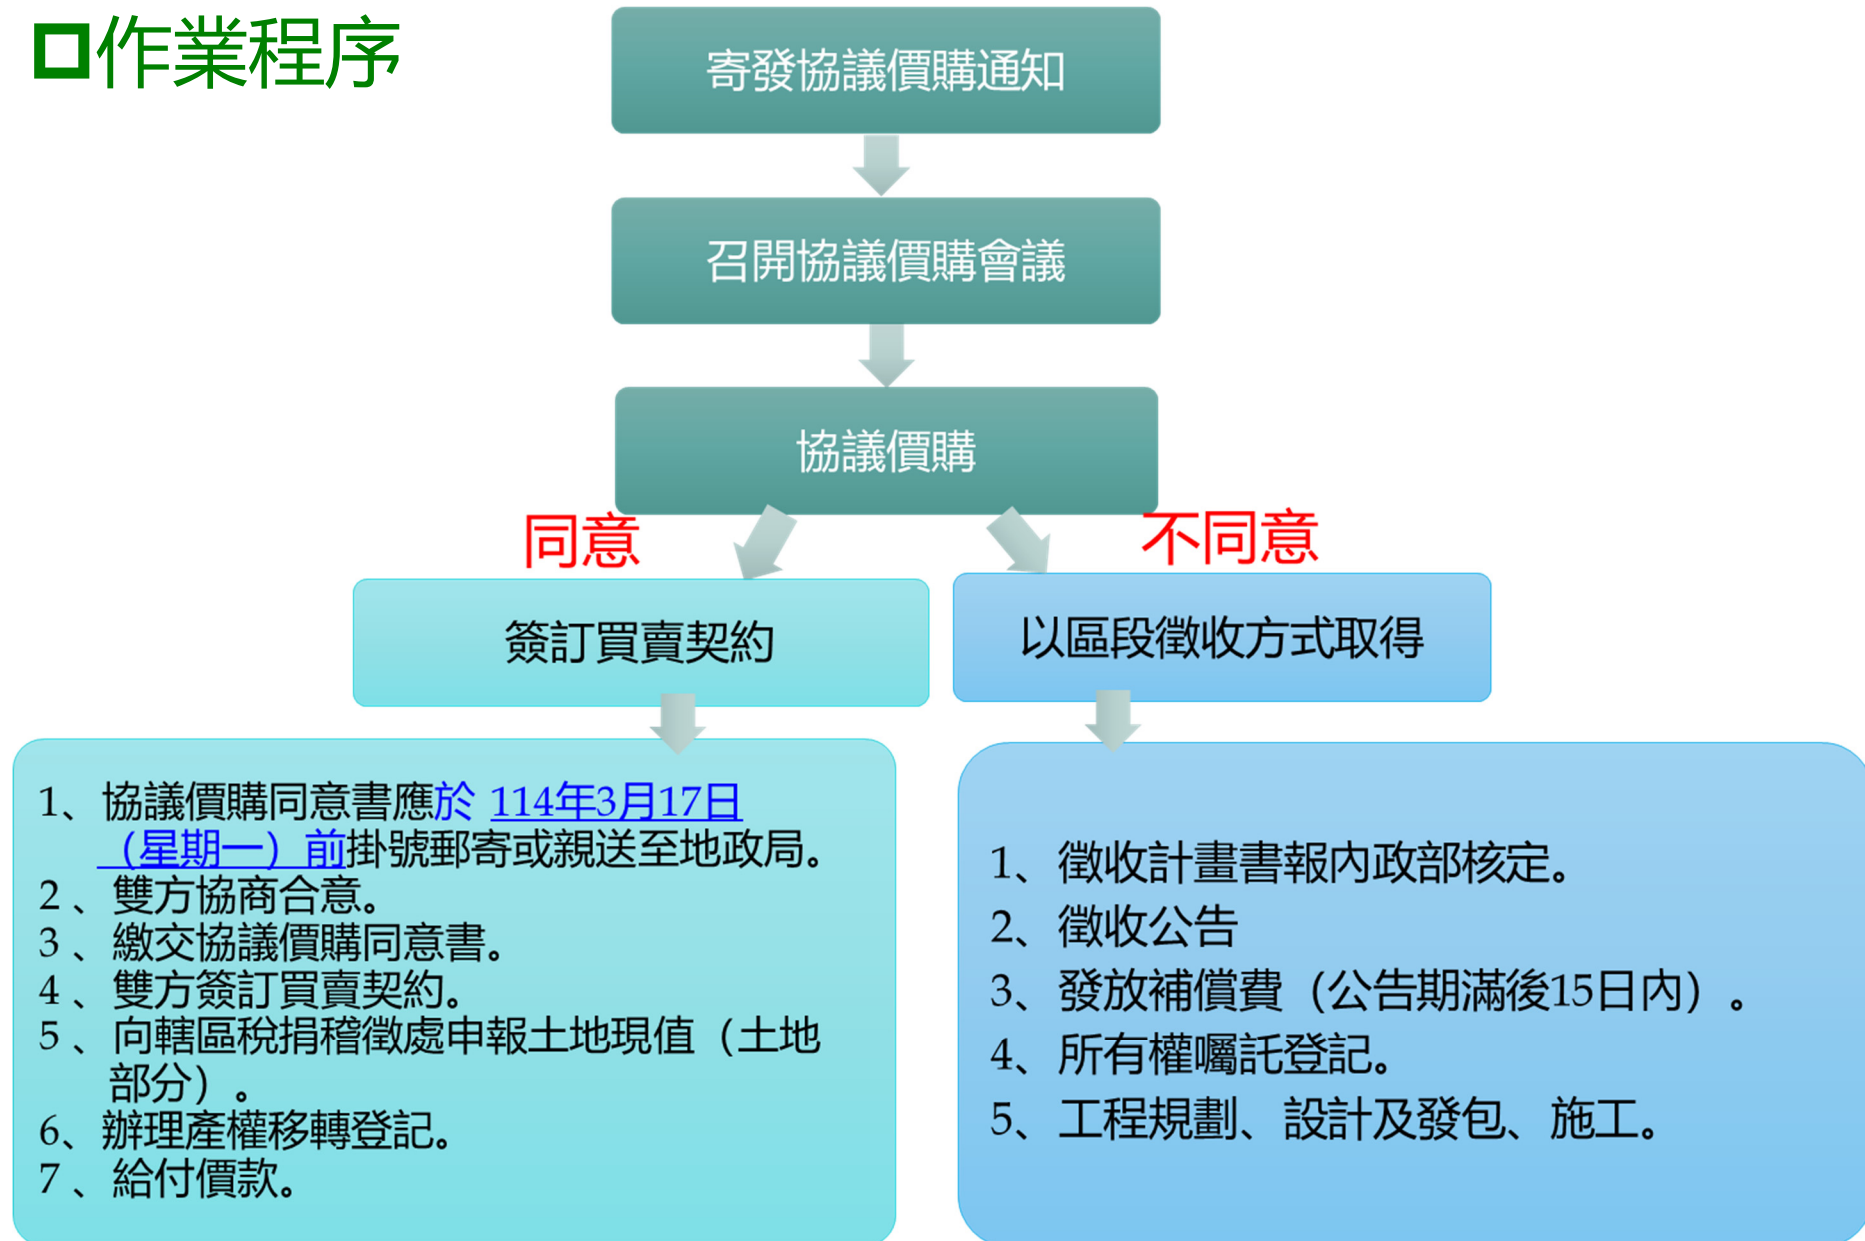 作業程序
寄發協議價購通知
召開協議價購會議
協議價購
同意
不同意
簽訂買賣契約
以區段徵收方式取得
1、協議價購同意書應於 114年3月17日
（星期一）前掛號郵寄或親送至地政局。
2 、雙方協商合意。
3 、繳交協議價購同意書。
4 、雙方簽訂買賣契約。
5 、向轄區稅捐稽徵處申報土地現值（土地
部分）。
6、辦理產權移轉登記。
7 、給付價款。
1、徵收計畫書報內政部核定。
2、徵收公告
3、發放補償費（公告期滿後15日內）。
4、所有權囑託登記。
5、工程規劃、設計及發包、施工。